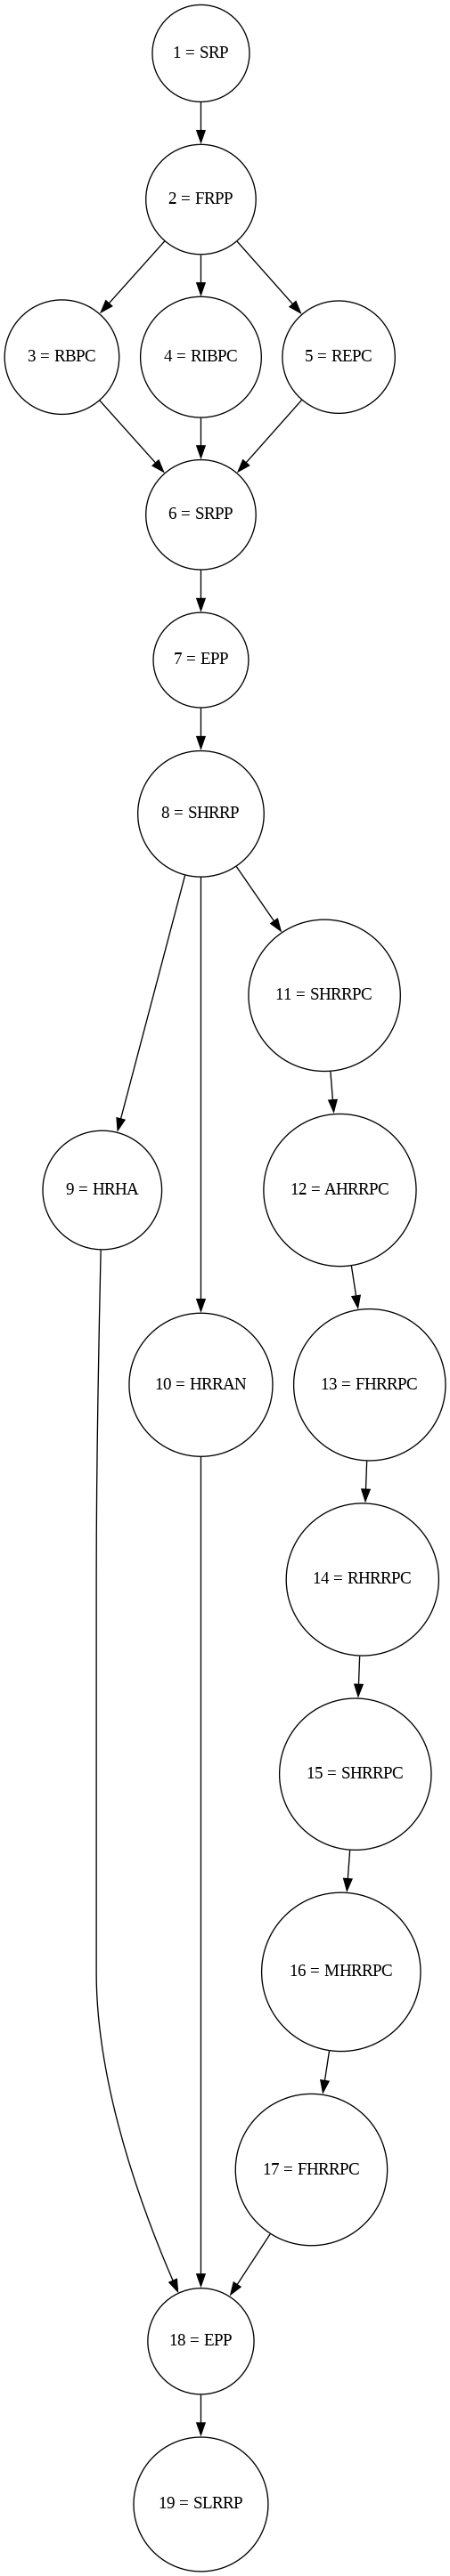 1 = SRP
2 = FRPP
3 = RBPC
4 = RIBPC
5 = REPC
6 = SRPP
7 = EPP
8 = SHRRP
11 = SHRRPC
9 = HRHA
12 = AHRRPC
10 = HRRAN
13 = FHRRPC
14 = RHRRPC
15 = SHRRPC
16 = MHRRPC
17 = FHRRPC
18 = EPP
19 = SLRRP